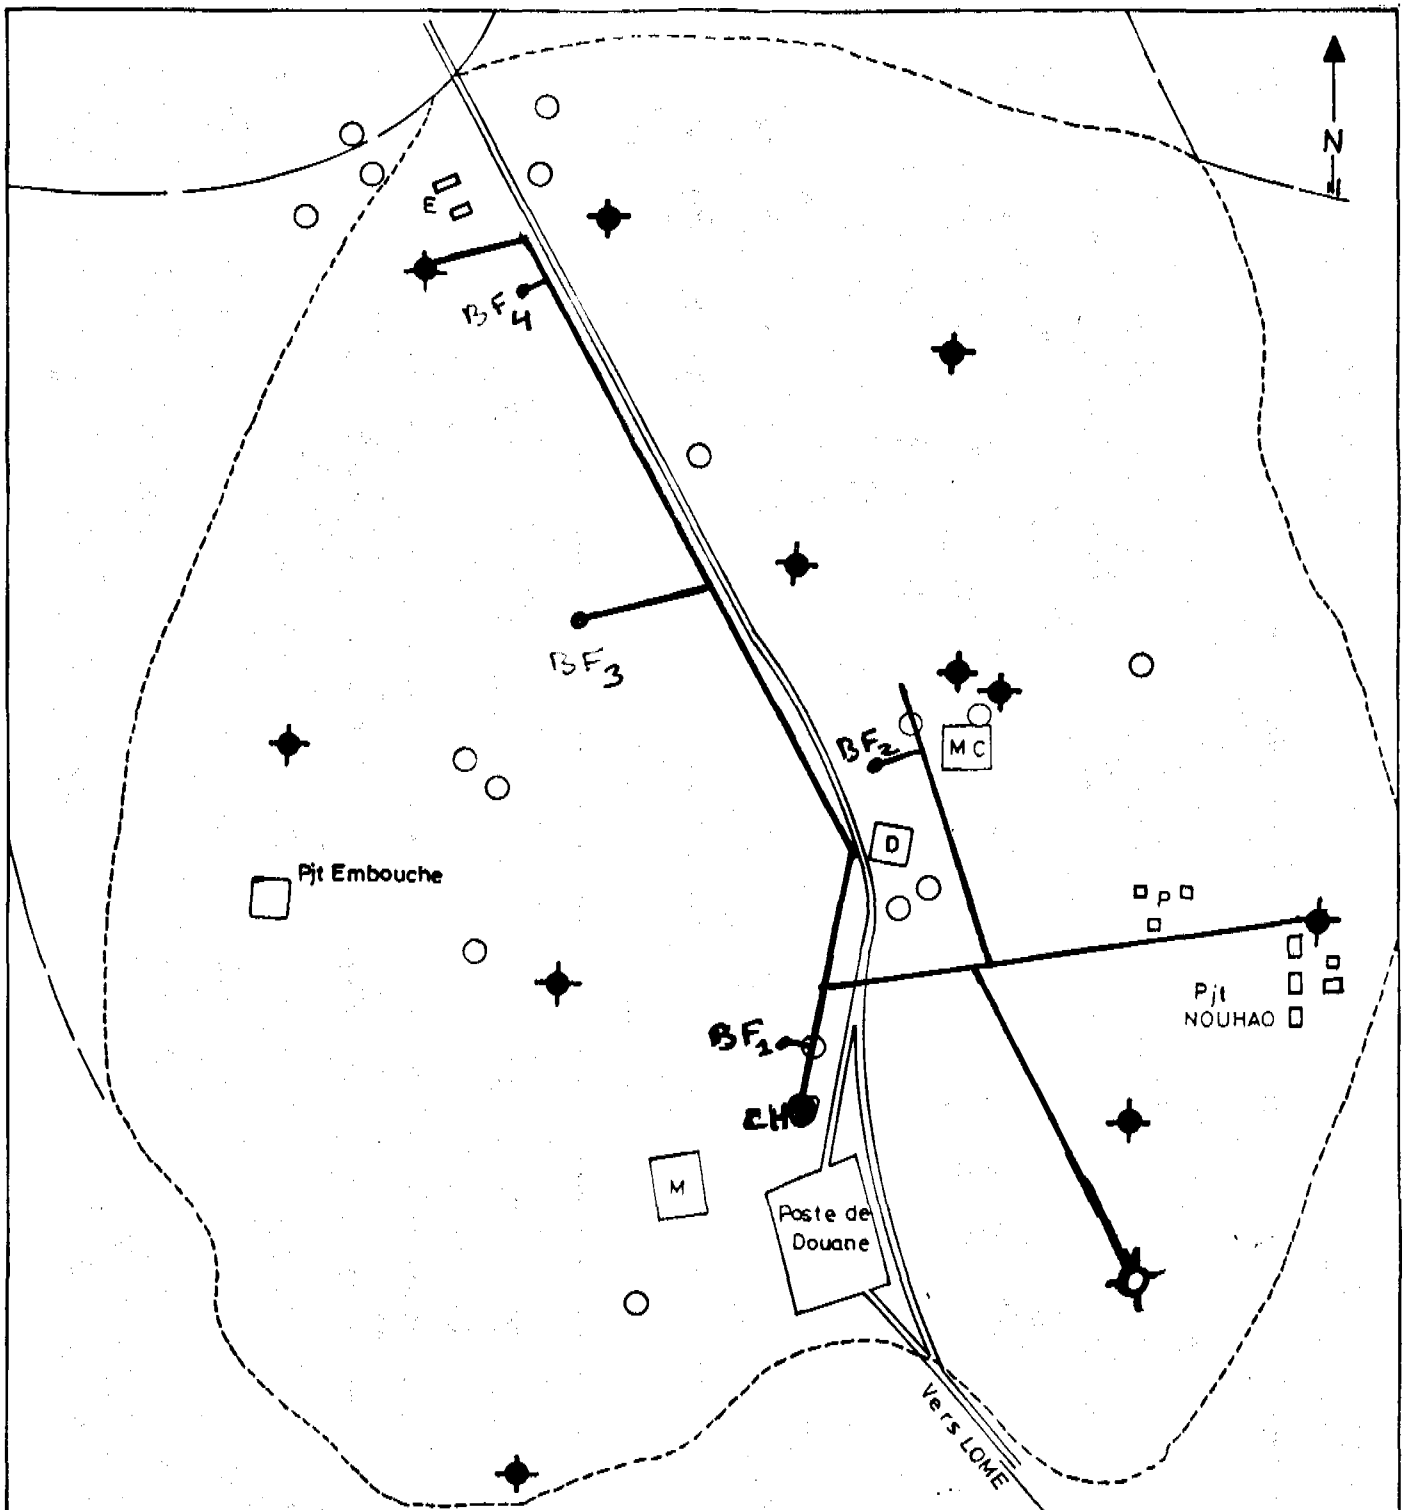 N
E
BF4
BF3
BF2
MC
D
Pjt Embouche
P
Pjt
NOUHAO
BF1
CH
M
Poste de
Douane
Vers LOME